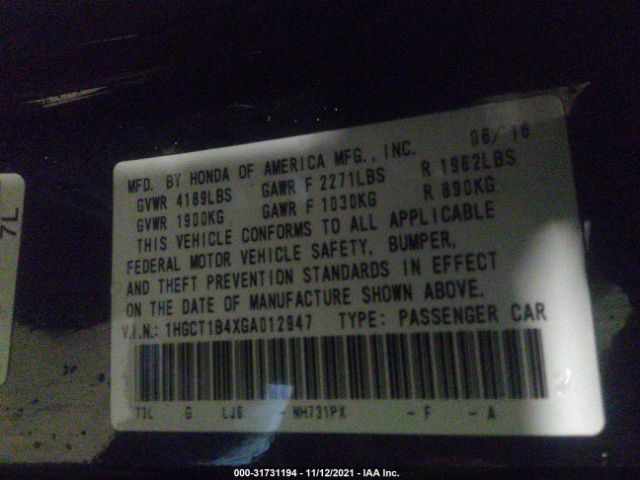 06/16
MFD. BY HONDA OF AMERICA MFG., INC.
GVWR 4189LBS GAWR F 2271LBS R 1962LBS
GVWR 1900KG GAWR F 1030KG R 890KG
THIS VEHICLE CONFORMS TO ALL APPLICABLE
FEDERAL MOTOR VEHICLE SAFETY, BUMPER,
AND THEFT PREVENTION STANDARDS IN EFFECT
ON THE DATE OF MANUFACTURE SHOWN ABOVE.
V.I.N.: 1HGCT1B4XGA012947 TYPE: PASSENGER CAR
T3L G LJ6 - NH731PX - F - A
7L
000-31731194 - 11/12/2021 - IAA Inc.